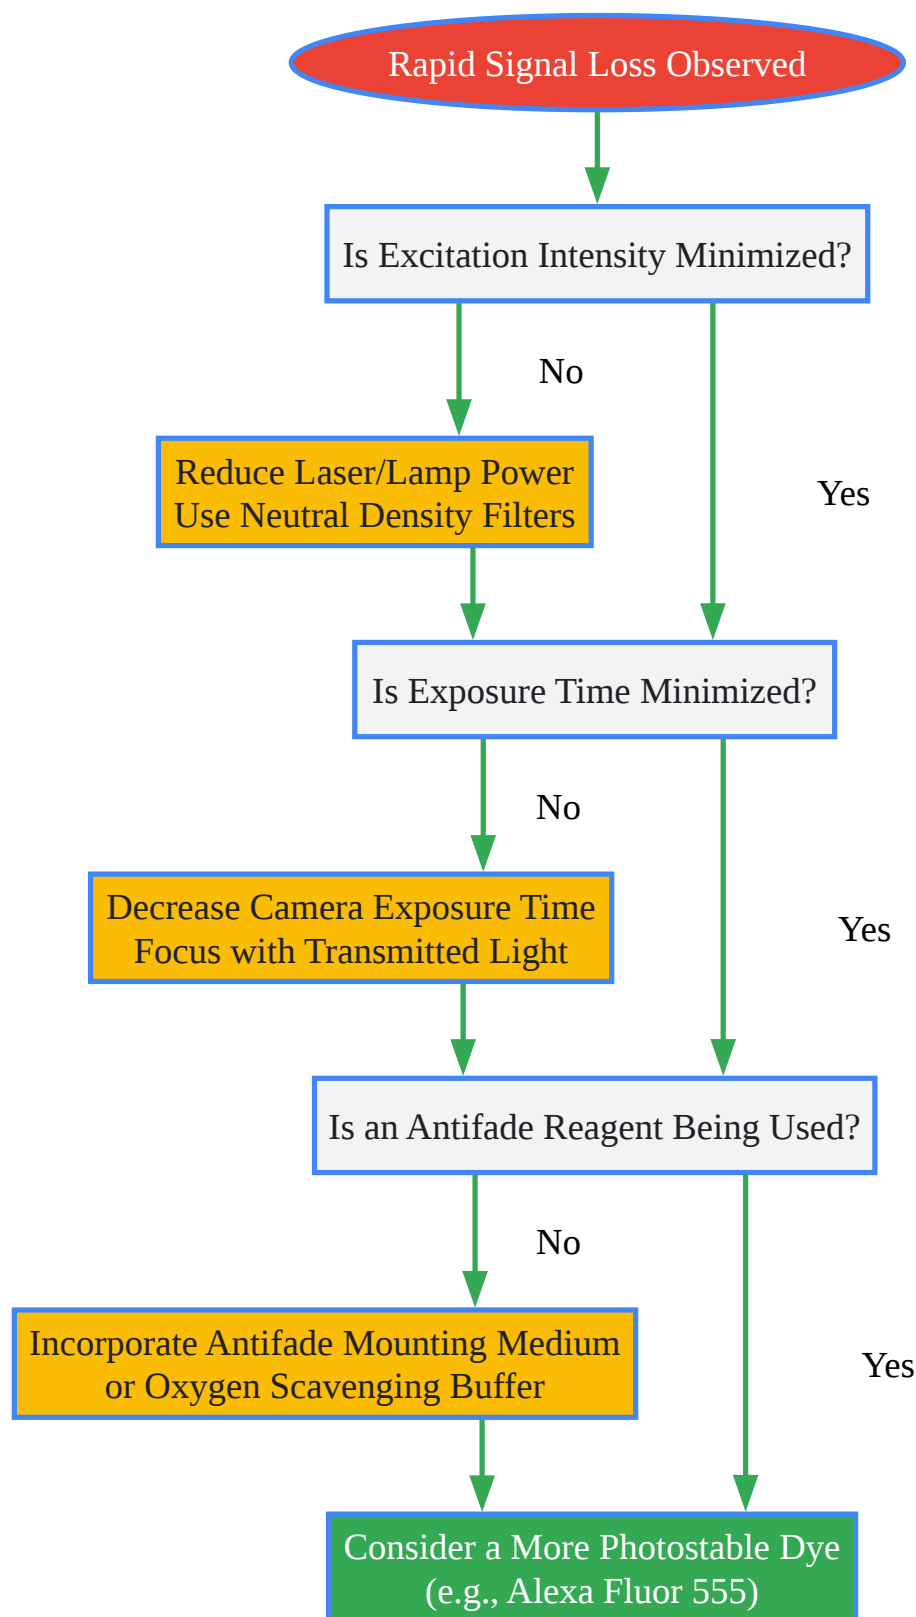 Rapid Signal Loss Observed
Is Excitation Intensity Minimized?
No
Reduce Laser/Lamp Power
Use Neutral Density Filters
Yes
Is Exposure Time Minimized?
No
Decrease Camera Exposure Time
Focus with Transmitted Light
Yes
Is an Antifade Reagent Being Used?
No
Incorporate Antifade Mounting Medium
or Oxygen Scavenging Buffer
Yes
Consider a More Photostable Dye
(e.g., Alexa Fluor 555)